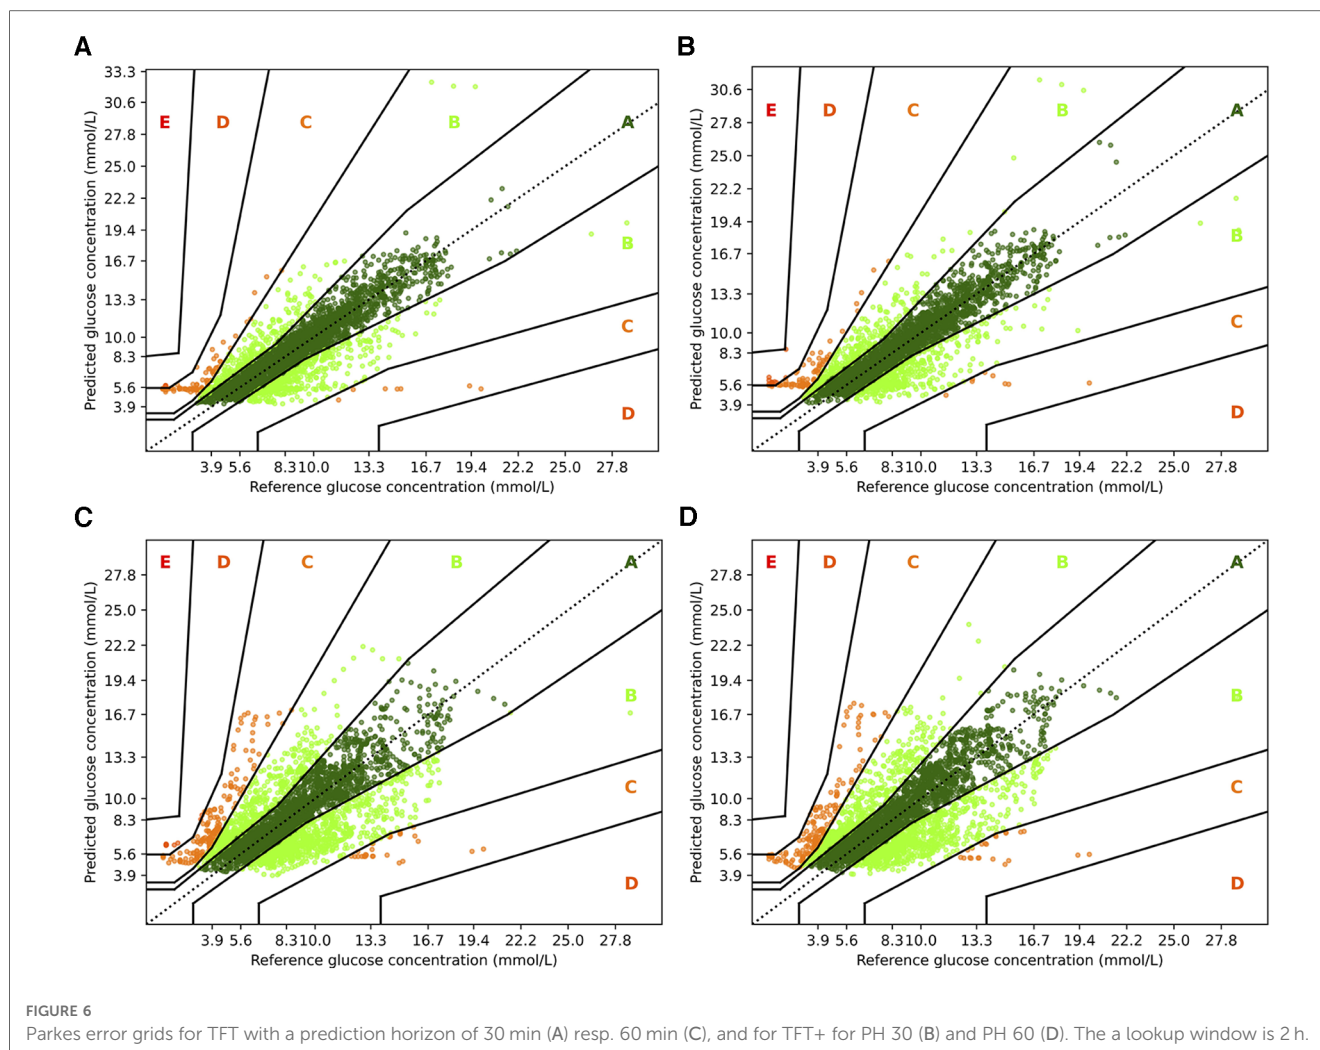 A
33.3
30.6
27.8
25.0
22.2
19.4
16.7
13.3
10.0
8.3
5.6
3.9
Predicted glucose concentration (mmol/L)
E D C B A
B
C
D
3.9 5.6 8.3 10.0 13.3 16.7 19.4 22.2 25.0 27.8
Reference glucose concentration (mmol/L)
B
30.6
27.8
25.0
22.2
19.4
16.7
13.3
10.0
8.3
5.6
3.9
Predicted glucose concentration (mmol/L)
E D C B A
B
C
D
3.9 5.6 8.3 10.0 13.3 16.7 19.4 22.2 25.0 27.8
Reference glucose concentration (mmol/L)
C
27.8
25.0
22.2
19.4
16.7
13.3
10.0
8.3
5.6
3.9
Predicted glucose concentration (mmol/L)
E D C B A
B
C
D
3.9 5.6 8.3 10.0 13.3 16.7 19.4 22.2 25.0 27.8
Reference glucose concentration (mmol/L)
D
27.8
25.0
22.2
19.4
16.7
13.3
10.0
8.3
5.6
3.9
Predicted glucose concentration (mmol/L)
E D C B A
B
C
D
3.9 5.6 8.3 10.0 13.3 16.7 19.4 22.2 25.0 27.8
Reference glucose concentration (mmol/L)
FIGURE 6
Parkes error grids for TFT with a prediction horizon of 30 min (A) resp. 60 min (C), and for TFT+ for PH 30 (B) and PH 60 (D). The a lookup window is 2 h.